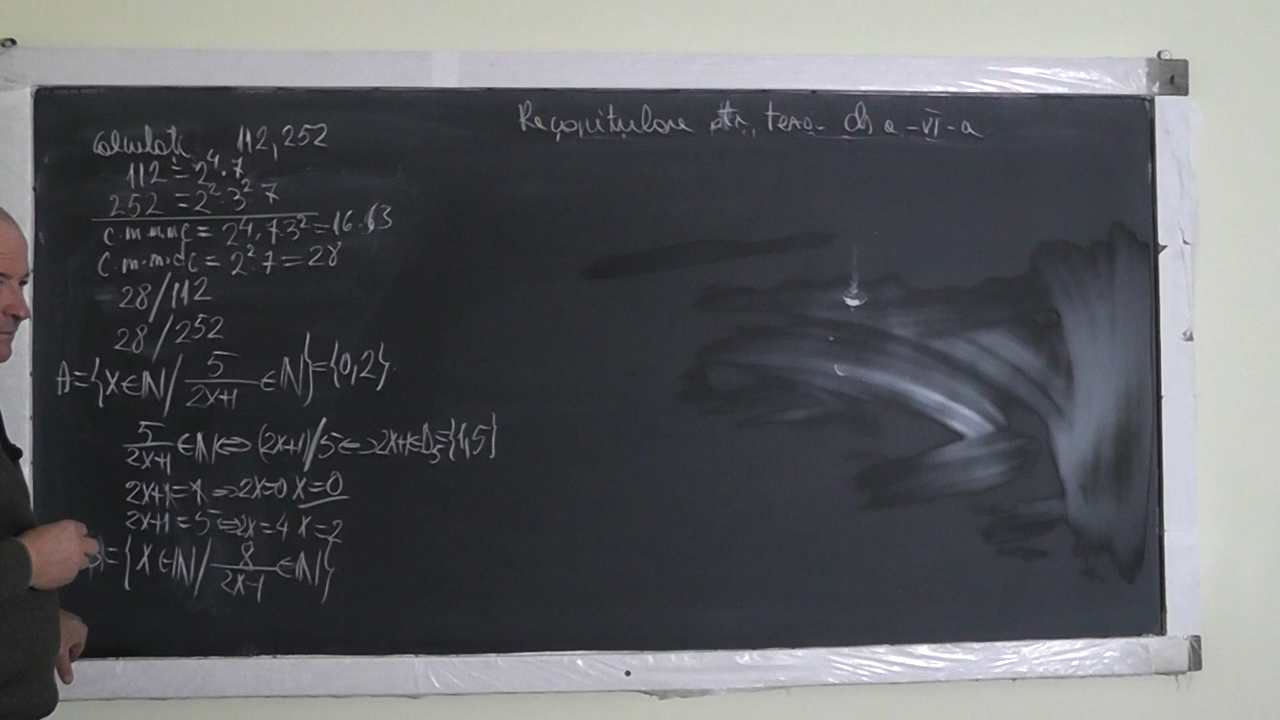 Recapitulare ptr. teza cls a-VI-a
Calculati 112, 252
112 = 2⁴·7
252 = 2²·3²·7
c.m.m.m.c = 2⁴·7·3² = 16·63
c.m.m.d.c = 2²·7 = 28
28/112
28/252
A={x∈ℕ/ 5/(2x+1) ∈ℕ}={0,2}
5/(2x+1) ∈ℕ⇔(2x+1)/5⇔2x+1∈D₅={1,5}
2x+1=1⇒2x=0 x=0
2x+1=5⇔2x=4 x=2
={x∈ℕ/ 8/(2x-1) ∈ℕ}